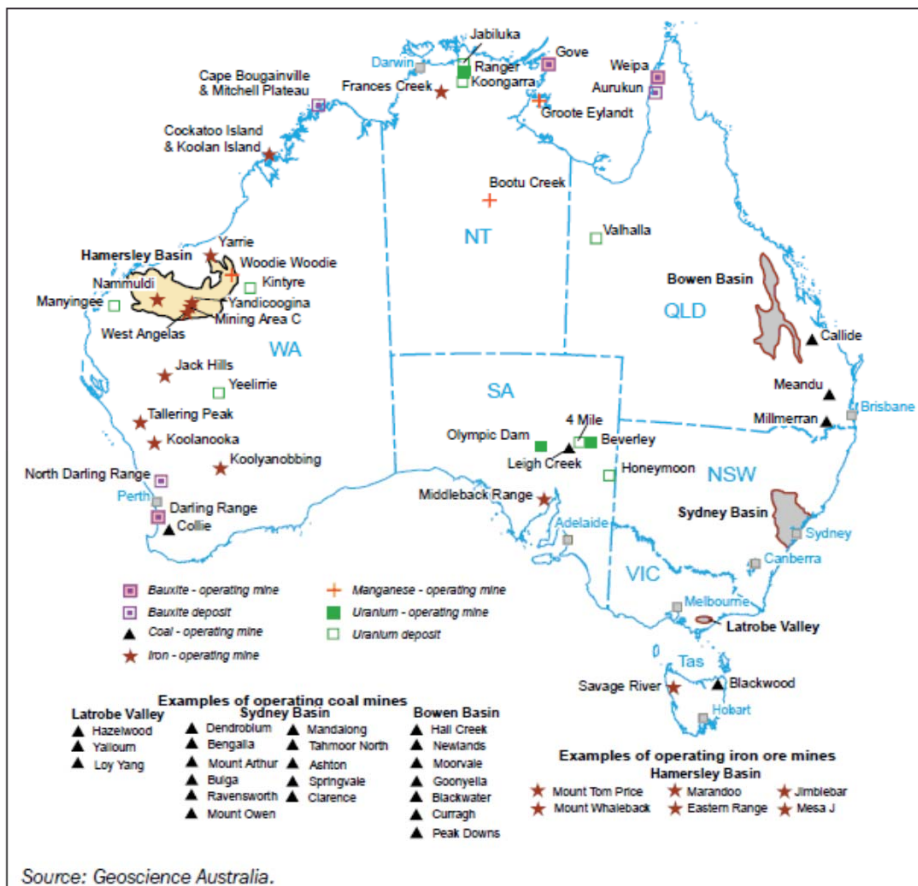 Jabiluka
Darwin
Ranger
Gove
Weipa
Cape Bougainville
& Mitchell Plateau
Frances Creek
Koongarra
Aurukun
Groote Eylandt
Cockatoo Island
& Koolan Island
Bootu Creek
NT
Valhalla
Yarrie
Hamersley Basin
Woodie Woodie
Nammuldi
Kintyre
Bowen Basin
Manyingee
Yandicoogina
Mining Area C
QLD
West Angelas
WA
Callide
Jack Hills
Yeelirrie
SA
Meandu
Brisbane
Tallering Peak
4 Mile
Millmerran
Koolanooka
Olympic Dam
Beverley
Leigh Creek
NSW
Koolyanobbing
Honeymoon
North Darling Range
Middleback Range
Perth
Sydney Basin
Darling Range
Adelaide
Sydney
Collie
Canberra
VIC
Melbourne
Bauxite - operating mine
Manganese - operating mine
Bauxite deposit
Uranium - operating mine
Coal - operating mine
Uranium deposit
Iron - operating mine
Latrobe Valley
Tas
Savage River
Blackwood
Hobart
Examples of operating coal mines
Latrobe Valley
Hazelwood
Yalloum
Loy Yang
Sydney Basin
Dendrobium
Bengalla
Mount Arthur
Bulga
Ravensworth
Mount Owen
Mandalong
Tahmoor North
Ashton
Springvale
Clarence
Bowen Basin
Hall Creek
Newlands
Moorvale
Goonyella
Blackwater
Curragh
Peak Downs
Examples of operating iron ore mines
Hamersley Basin
Mount Tom Price
Marandoo
Jimblebar
Mount Whaleback
Eastern Range
Mesa J
Source: Geoscience Australia.